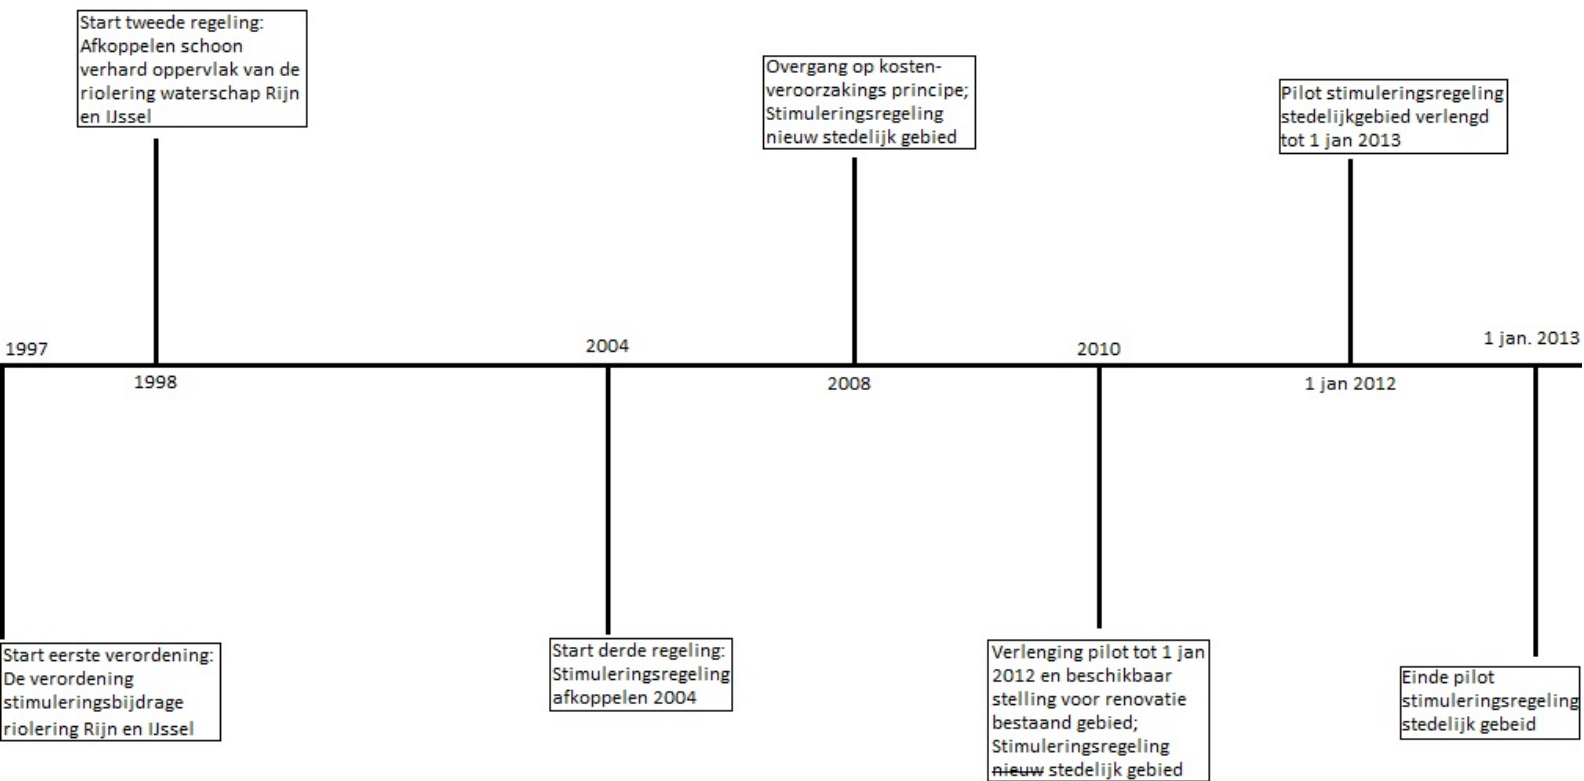 Start tweede regeling:
Afkoppelen schoon
verhard oppervlak van de
riolering waterschap Rijn
en IJssel
Overgang op kosten-
veroorzakings principe;
Stimuleringsregeling
nieuw stedelijk gebied
Pilot stimuleringsregeling
stedelijkgebied verlengd
tot 1 jan 2013
1997
2004
2010
1 jan. 2013
1998
2008
1 jan 2012
Start eerste verordening:
De verordening
stimuleringsbijdrage
riolering Rijn en IJssel
Start derde regeling:
Stimuleringsregeling
afkoppelen 2004
Verlenging pilot tot 1 jan
2012 en beschikbaar
stelling voor renovatie
bestaand gebied;
Stimuleringsregeling
nieuw stedelijk gebied
Einde pilot
stimuleringsregeling
stedelijk gebeid